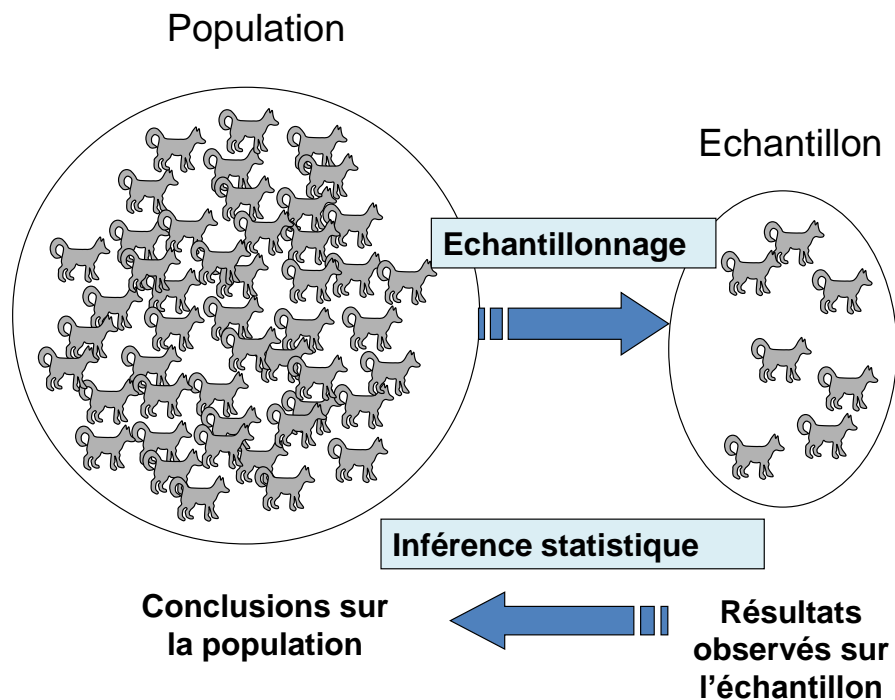 Population
Echantillon
Echantillonnage
Inférence statistique
Conclusions sur
la population
Résultats
observés sur
l'échantillon